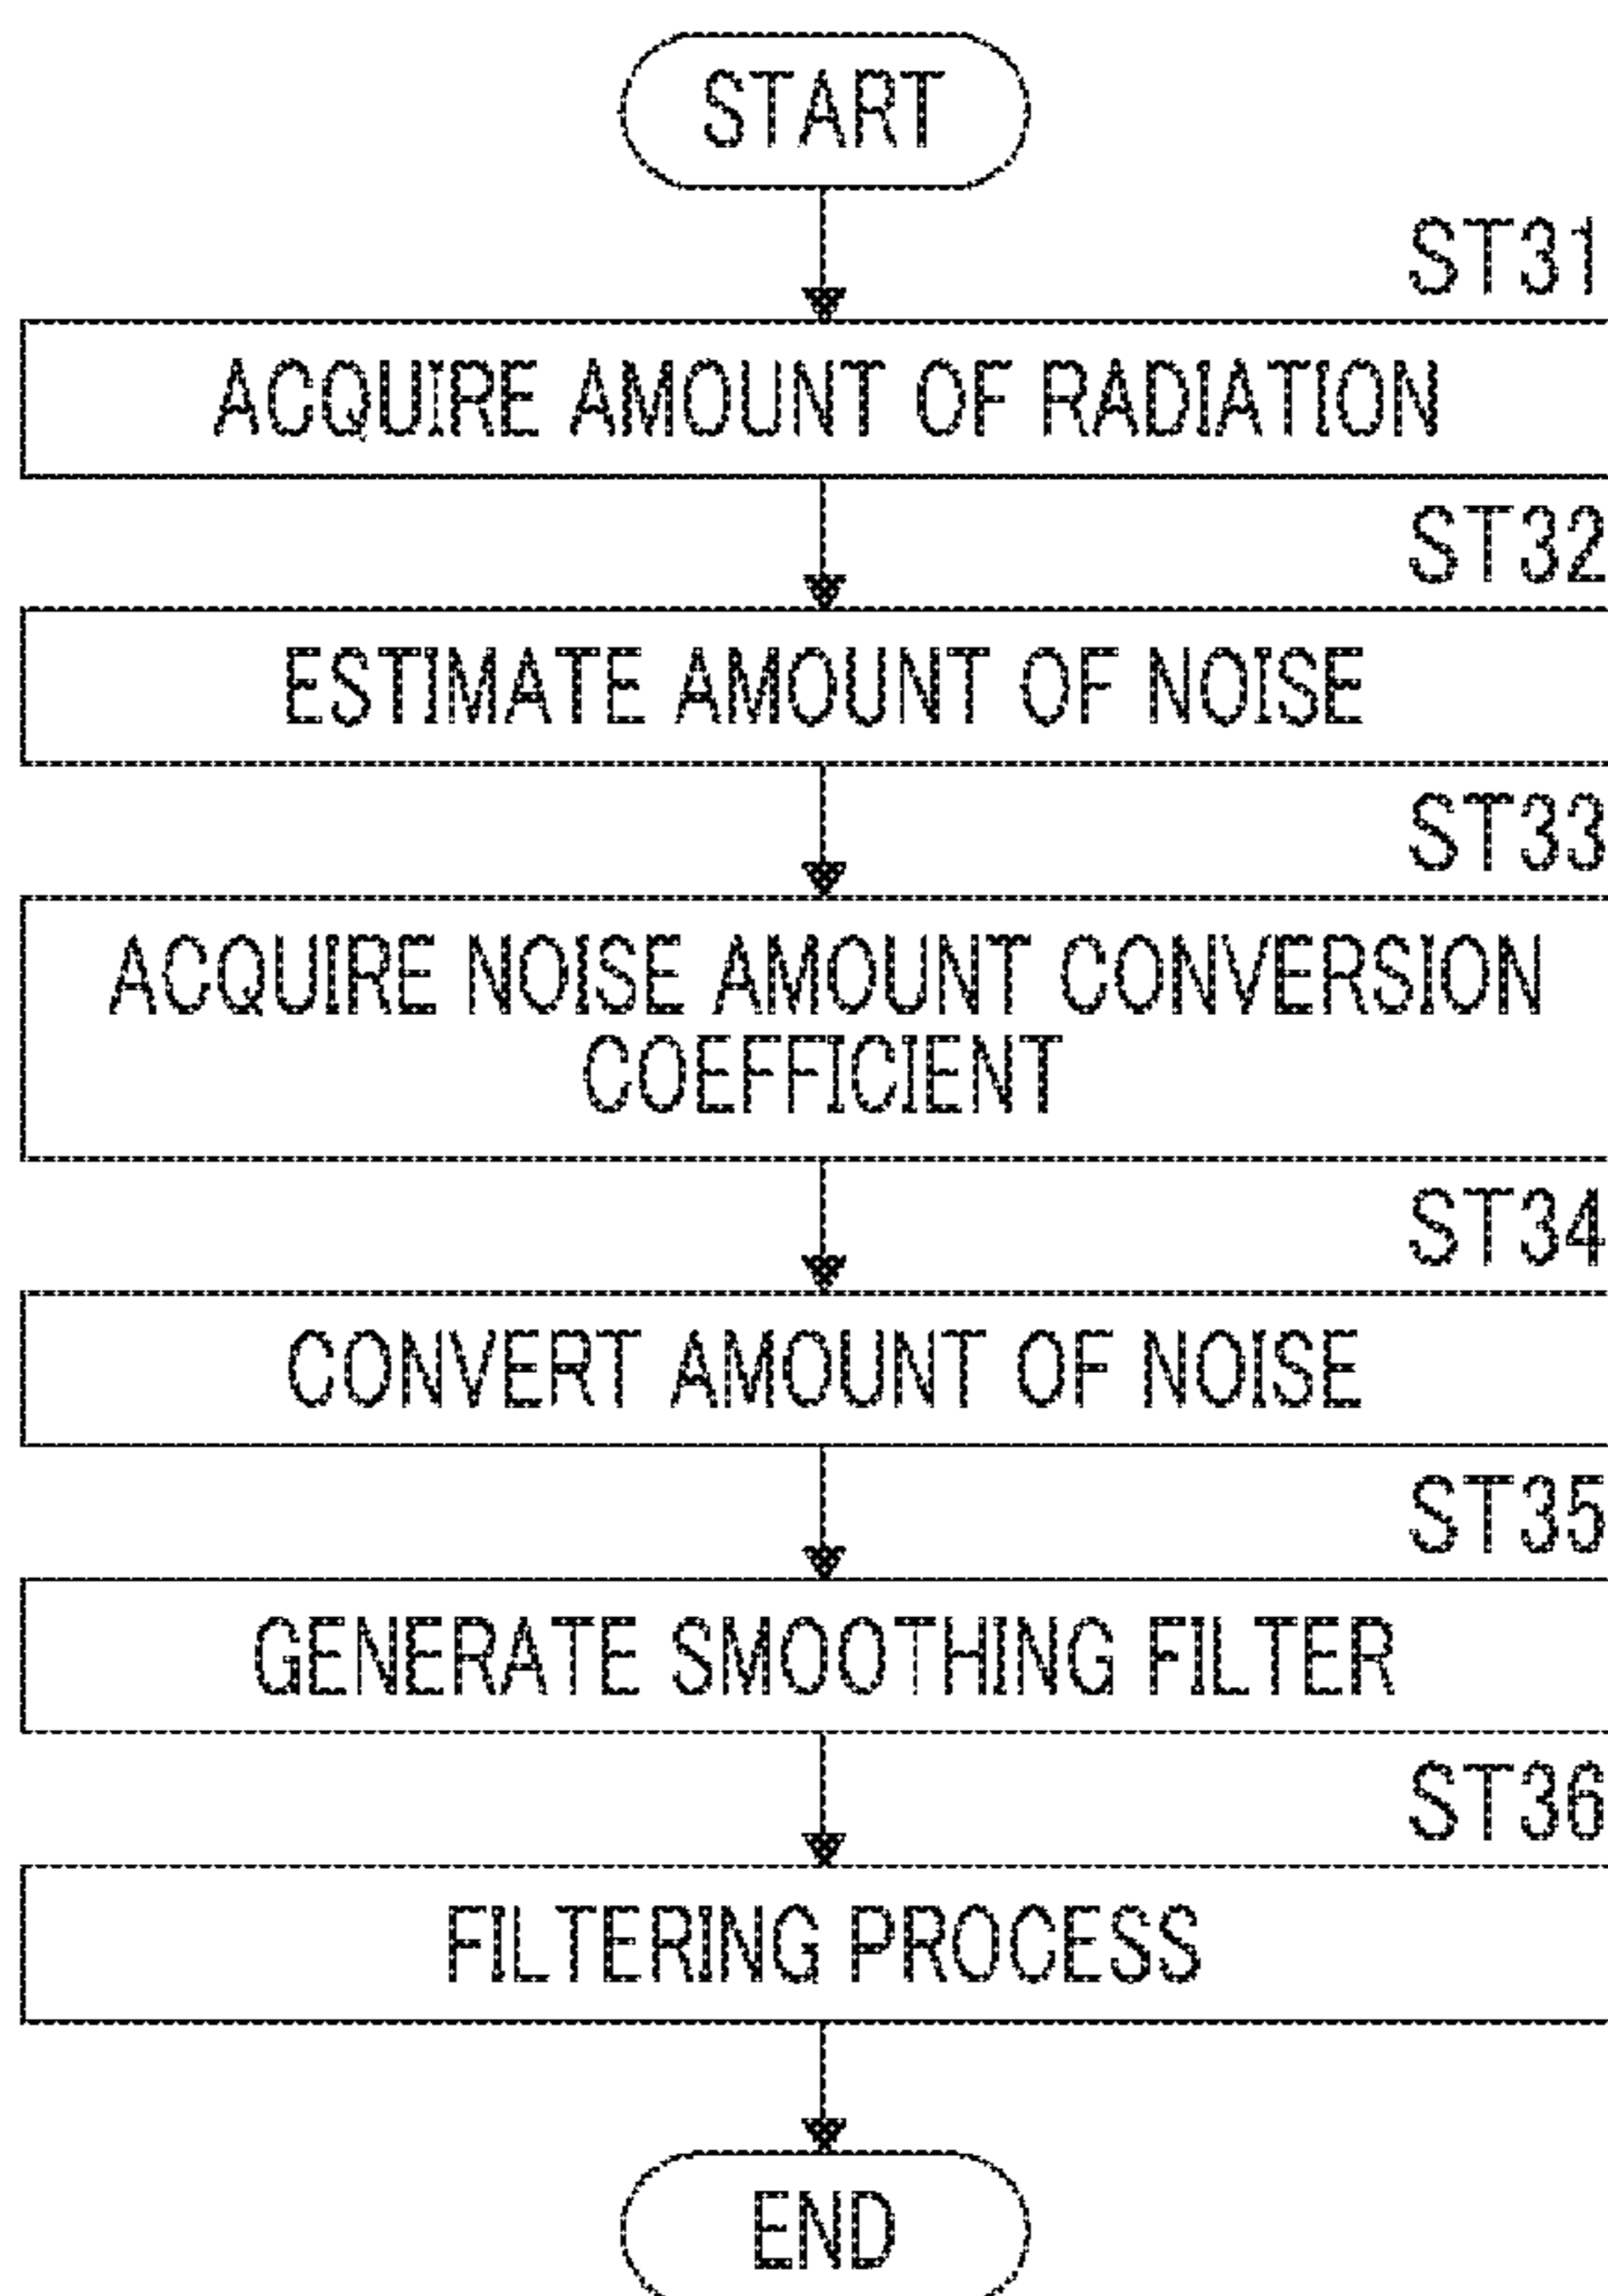 START
ST31
ACQUIRE AMOUNT OF RADIATION
ST32
ESTIMATE AMOUNT OF NOISE
ST33
ACQUIRE NOISE AMOUNT CONVERSION
COEFFICIENT
ST34
CONVERT AMOUNT OF NOISE
ST35
GENERATE SMOOTHING FILTER
ST36
FILTERING PROCESS
END